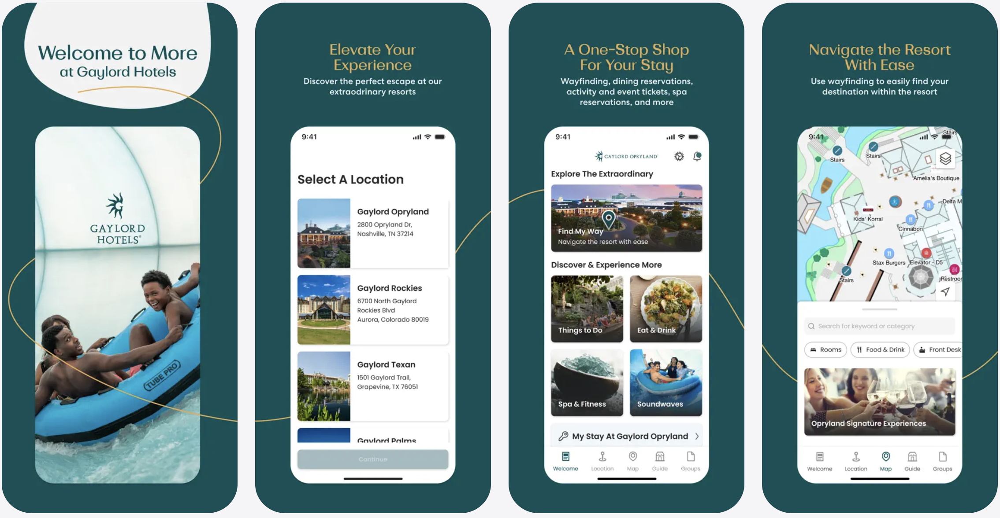 Welcome to More
at Gaylord Hotels
GAYLORD
HOTELS®
TUBE PRO
Elevate Your
Experience
Discover the perfect escape at our
extraodrinary resorts
9:41
Select A Location
Gaylord Opryland
2800 Opryland Dr,
Nashville, TN 37214
Gaylord Rockies
6700 North Gaylord
Rockies Blvd
Aurora, Colorado 80019
Gaylord Texan
1501 Gaylord Trail,
Grapevine, TX 76051
Gaylord Palms
Continue
A One-Stop Shop
For Your Stay
Wayfinding, dining reservations,
activity and event tickets, spa
reservations, and more
9:41
GAYLORD OPRYLAND
Explore The Extraordinary
Find My Way
Navigate the resort with ease
Discover & Experience More
Things to Do
Eat & Drink
Spa & Fitness
Soundwaves
My Stay At Gaylord Opryland
Welcome
Location
Map
Guide
Groups
Navigate the Resort
With Ease
Use wayfinding to easily find your
destination within the resort
9:41
Stairs
Stairs
Stairs
Amelia's Boutique
Delta M
Kids' Korral
Cinnabon
Stax Burgers
Elevator - D5
Stairs
Restroor
Search for keyword or category
Rooms
Food & Drink
Front Desk
Opryland Signature Experiences
Welcome
Location
Map
Guide
Groups